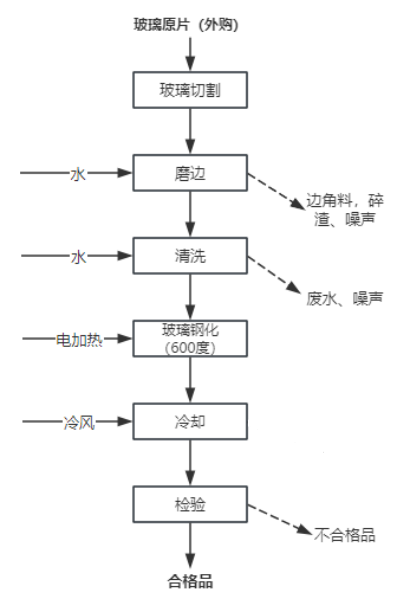 玻璃原片（外购）
玻璃切割
水
磨边
边角料，碎
渣、噪声
水
清洗
废水、噪声
电加热
玻璃钢化
（600度）
冷风
冷却
检验
不合格品
合格品